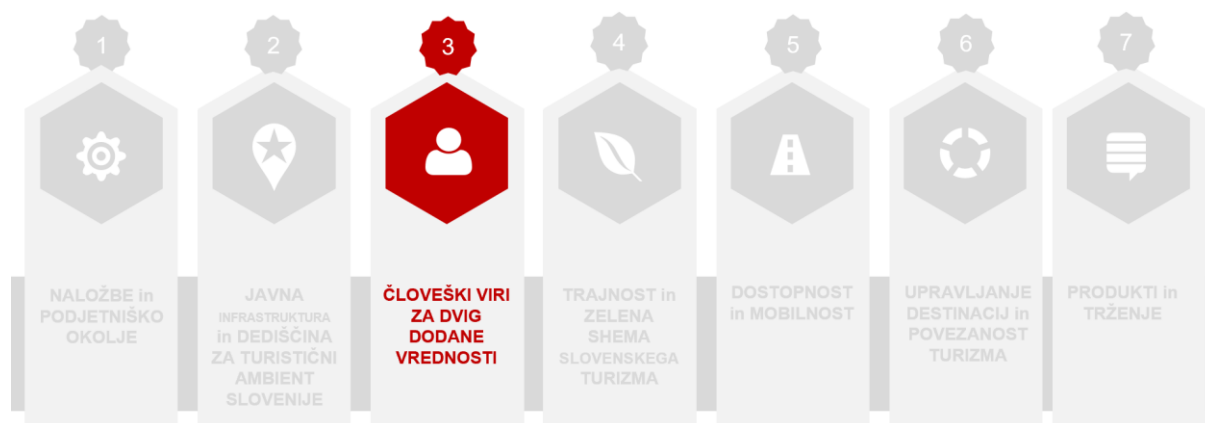 1
NALOŽBE in
PODJETNIŠKO
OKOLJE
2
JAVNA
INFRASTRUKTURA
in DEDIŠČINA
ZA TURISTIČNI
AMBIENT
SLOVENIJE
3
ČLOVEŠKI VIRI
ZA DVIG
DODANE
VREDNOSTI
4
TRAJNOST in
ZELENA
SHEMA
SLOVENSKEGA
TURIZMA
5
DOSTOPNOST
in MOBILNOST
6
UPRAVLJANJE
DESTINACIJ in
POVEZANOST
TURIZMA
7
PRODUKTI in
TRŽENJE